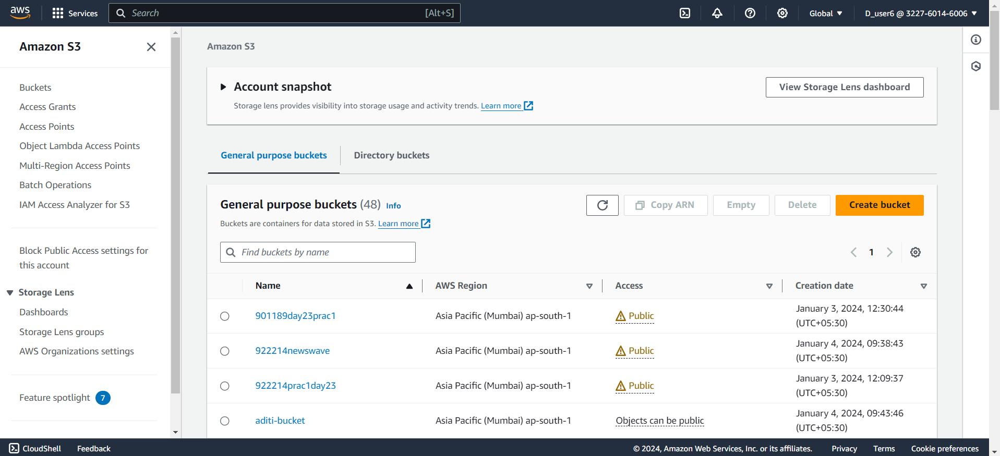 aws
Services
Search
[Alt+S]
Global
D_user6 @ 3227-6014-6006
Amazon S3
Buckets
Access Grants
Access Points
Object Lambda Access Points
Multi-Region Access Points
Batch Operations
IAM Access Analyzer for S3
Block Public Access settings for
this account
Storage Lens
Dashboards
Storage Lens groups
AWS Organizations settings
Feature spotlight 7
Amazon S3
Account snapshot
View Storage Lens dashboard
Storage lens provides visibility into storage usage and activity trends. Learn more
General purpose buckets
Directory buckets
General purpose buckets (48) Info
Copy ARN
Empty
Delete
Create bucket
Buckets are containers for data stored in S3. Learn more
Find buckets by name
1
Name
AWS Region
Access
Creation date
901189day23prac1
Asia Pacific (Mumbai) ap-south-1
Public
January 3, 2024, 12:30:44
(UTC+05:30)
922214newswave
Asia Pacific (Mumbai) ap-south-1
Public
January 4, 2024, 09:38:43
(UTC+05:30)
922214prac1day23
Asia Pacific (Mumbai) ap-south-1
Public
January 3, 2024, 12:09:37
(UTC+05:30)
aditi-bucket
Asia Pacific (Mumbai) ap-south-1
Objects can be public
January 4, 2024, 09:43:46
(UTC+05:30)
CloudShell
Feedback
© 2024, Amazon Web Services, Inc. or its affiliates.
Privacy
Terms
Cookie preferences